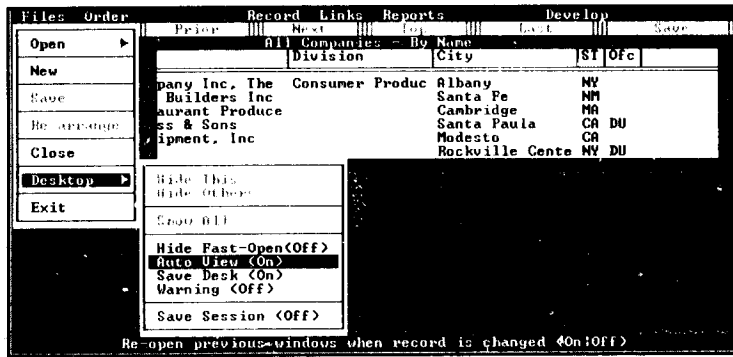 Files Order Record Links Reports Develop
Prior Next Top Last Save
All Companies - By Name
Division City ST Ofc
pany Inc, The Consumer Produc Albany NY
Builders Inc Santa Fe NM
aurant Produce Cambridge MA
ss & Sons Santa Paula CA DU
ipment, Inc Modesto CA
Rockville Cente NY DU
Open
New
Save
Re-arrange
Close
Desktop
Exit
Hide This
Hide Others
Show All
Hide Fast-Open(Off)
Auto View (On)
Save Desk (On)
Warning (Off)
Save Session (Off)
Re-open previous windows when record is changed (On|Off)